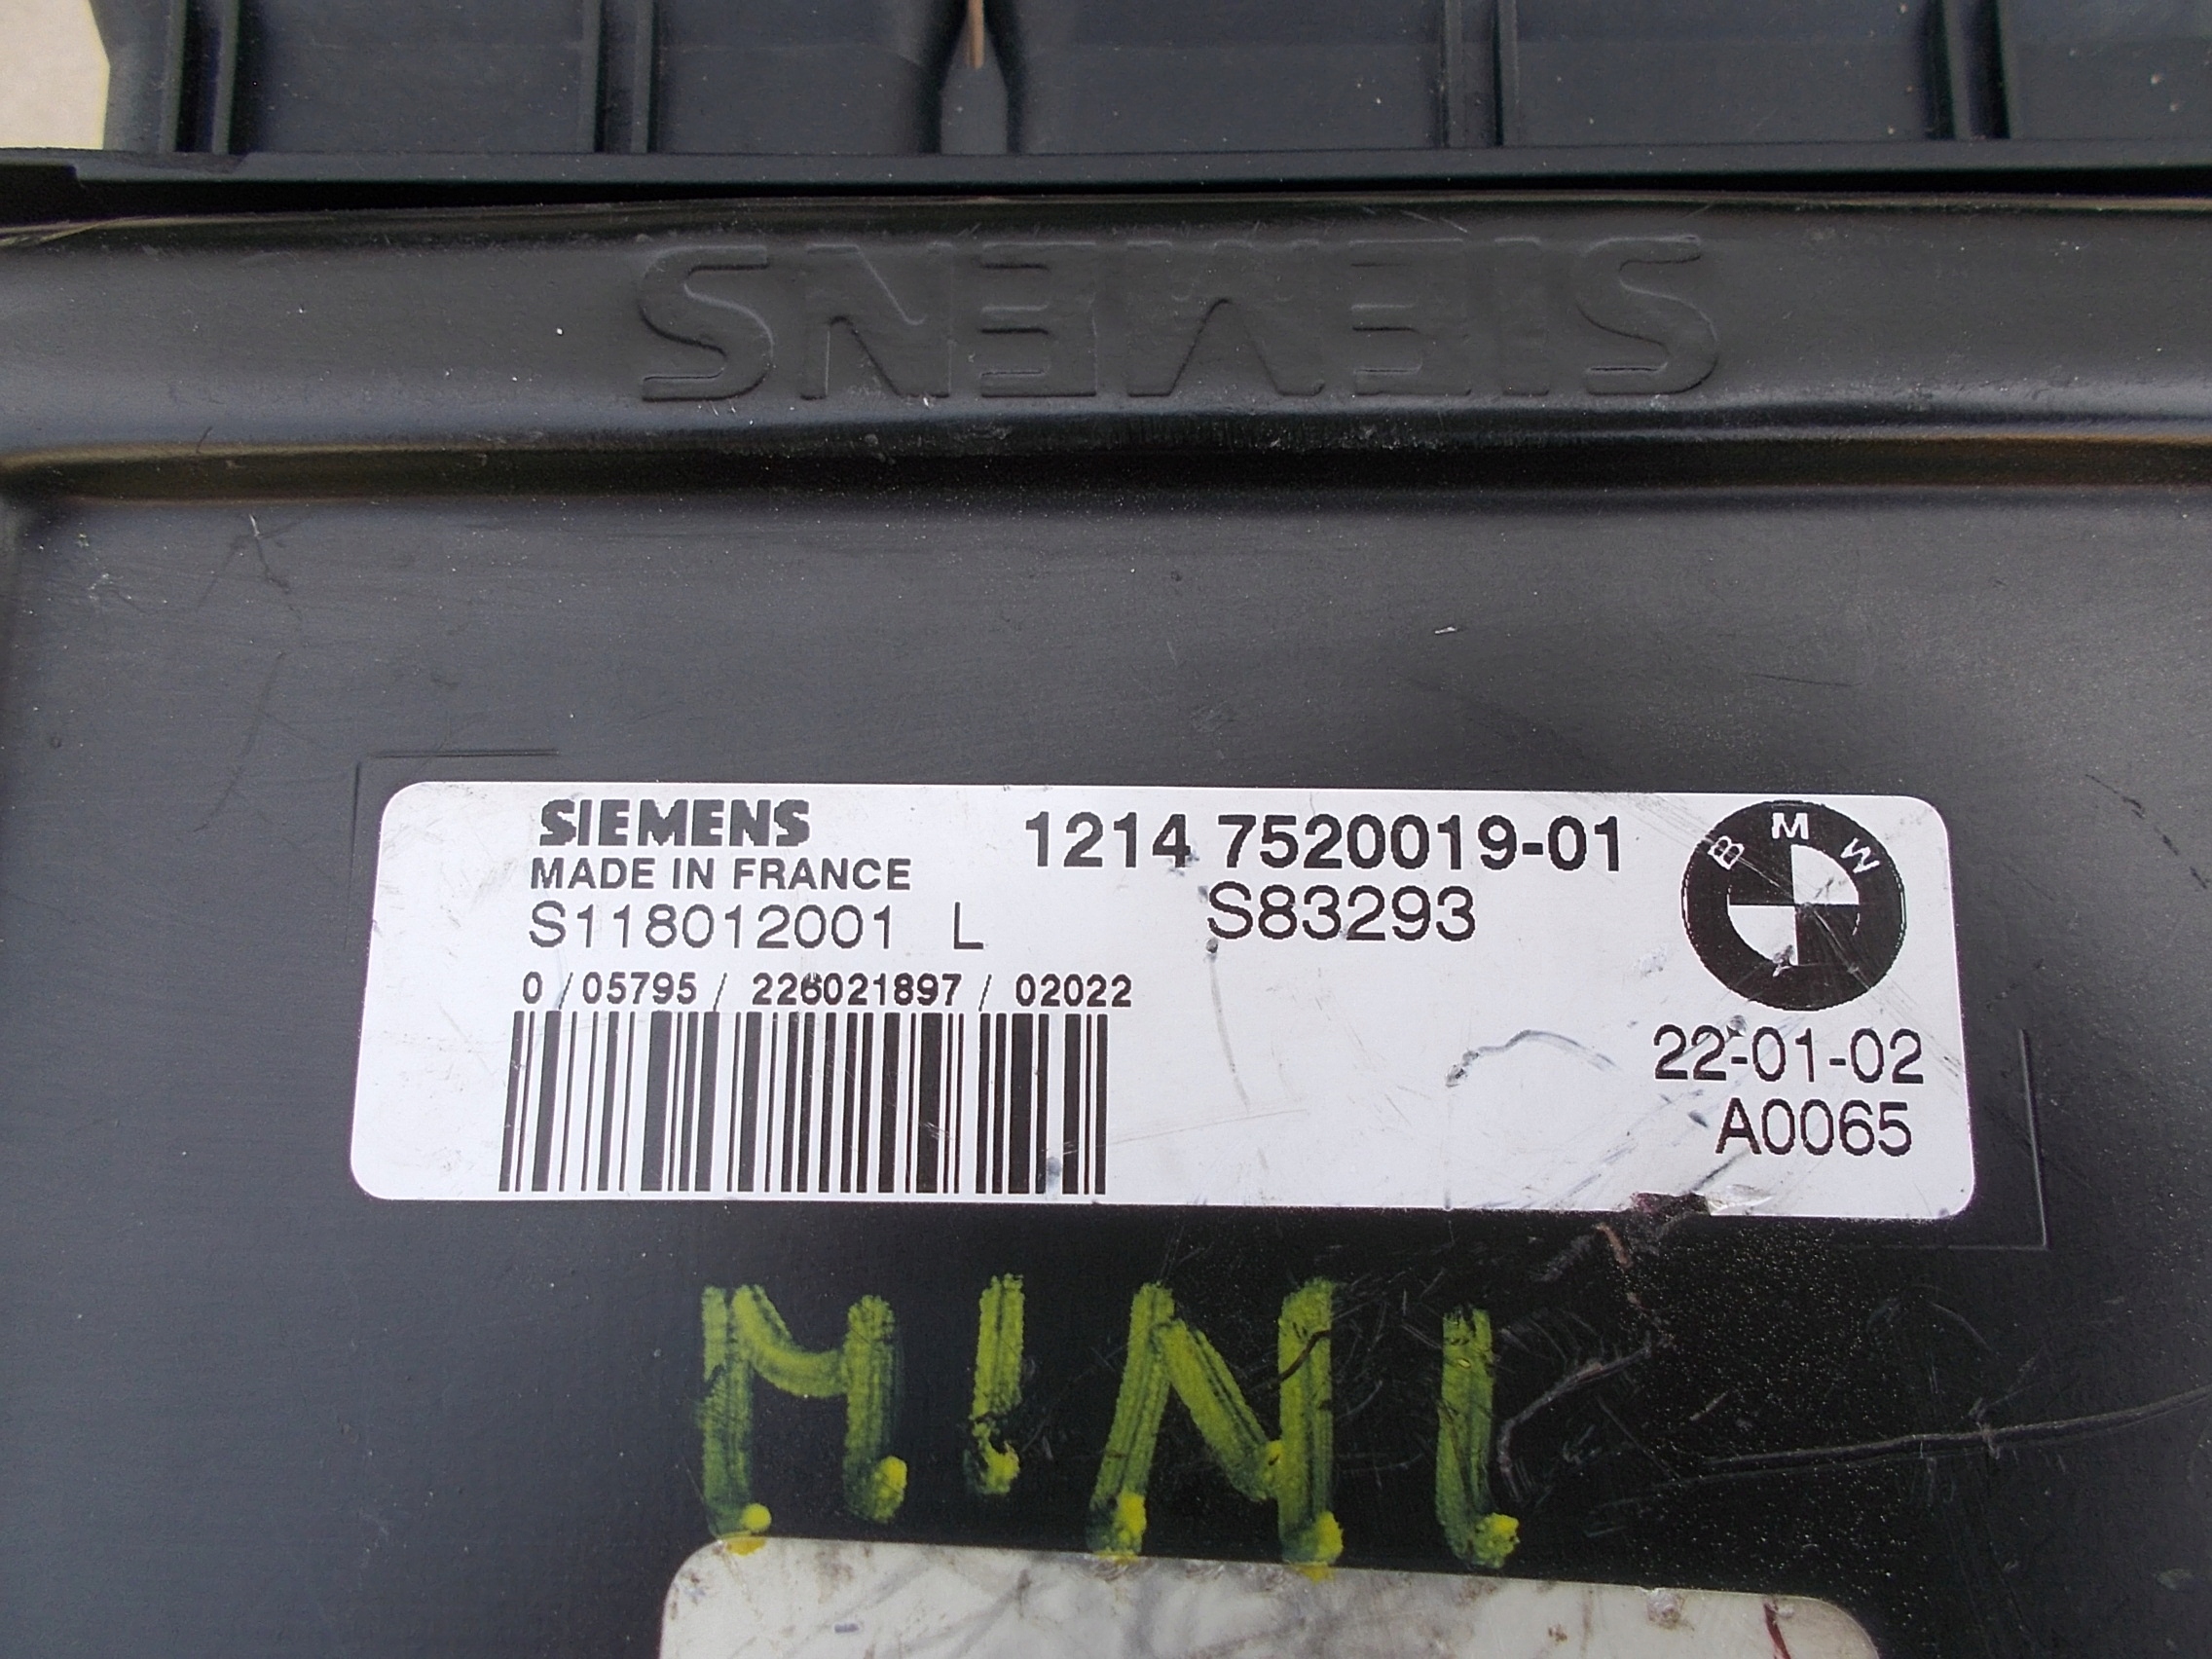 SIEMENS
SIEMENS
MADE IN FRANCE
S118012001 L
1214 7520019-01
S83293
BMW
0 / 05795 / 226021897 / 02022
22-01-02
A0065
MINI